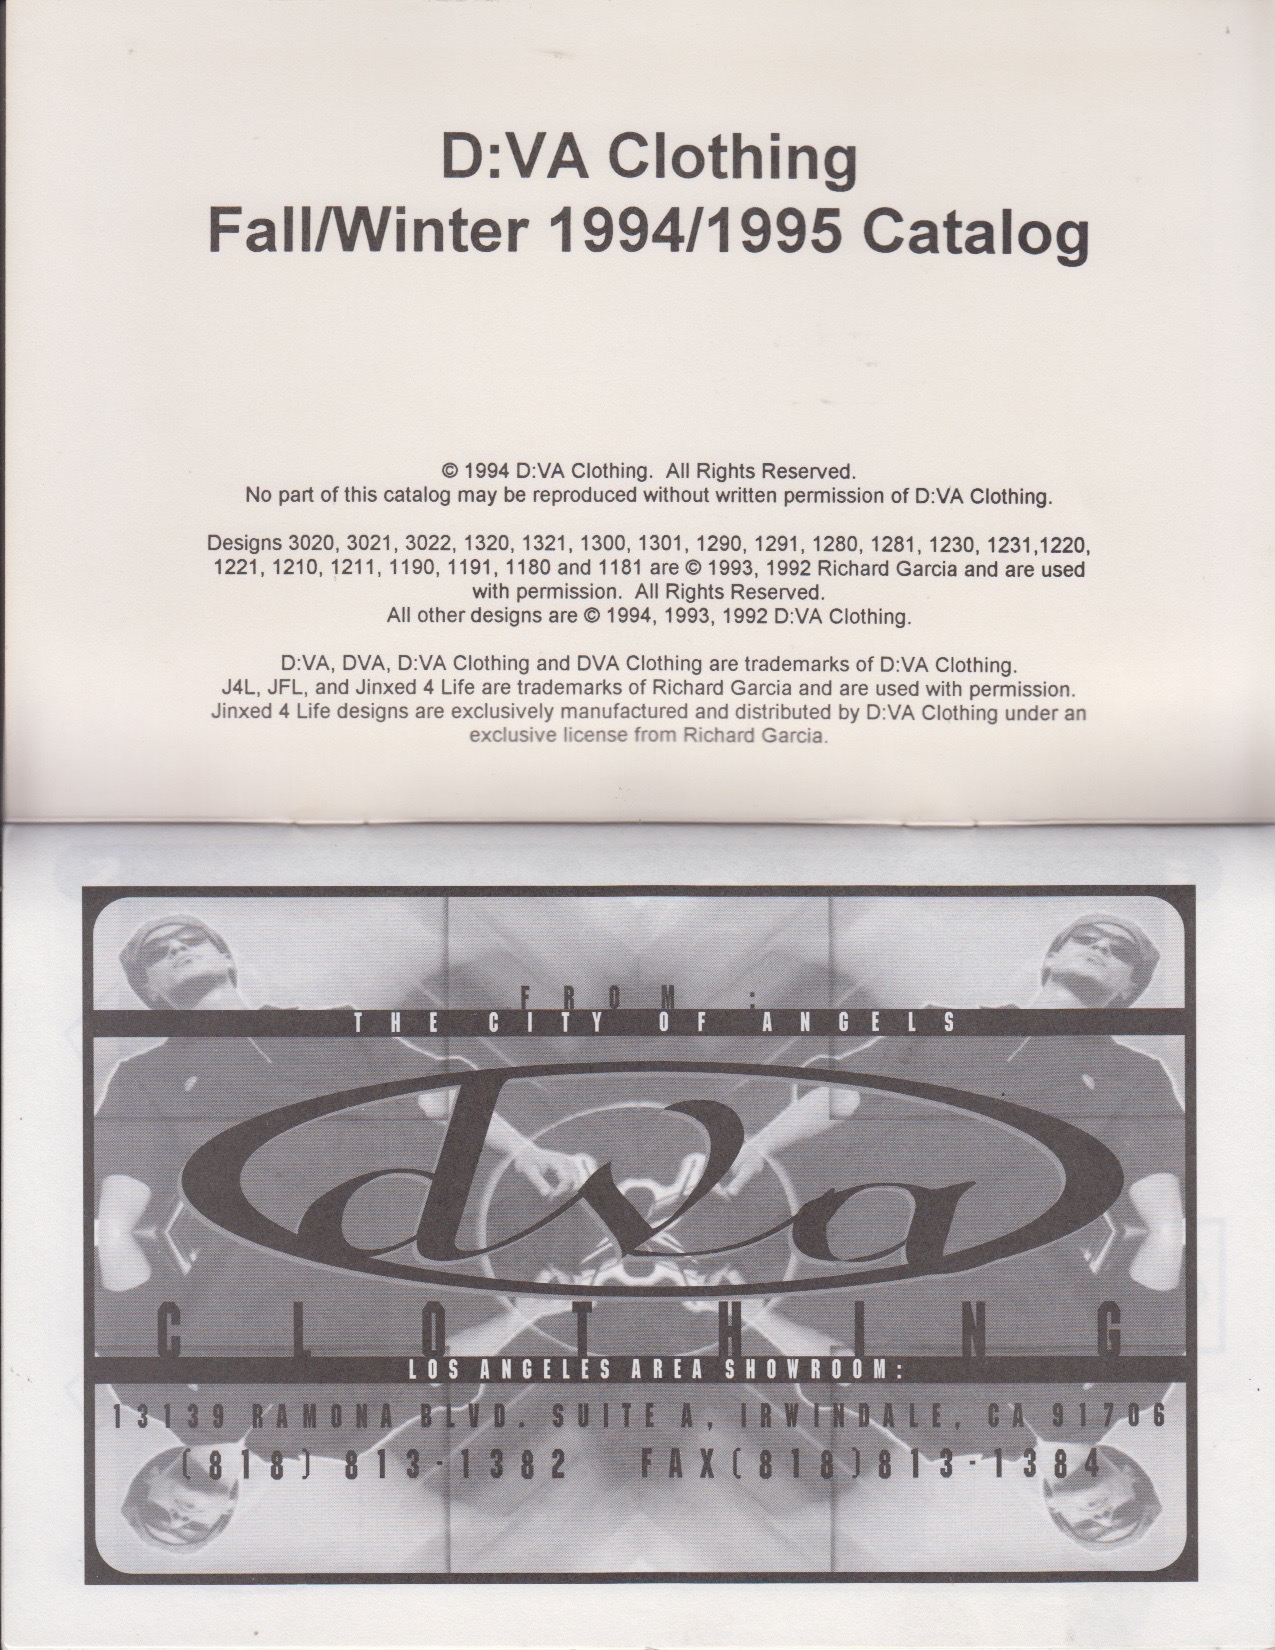 D:VA Clothing
Fall/Winter 1994/1995 Catalog
© 1994 D:VA Clothing.  All Rights Reserved.
No part of this catalog may be reproduced without written permission of D:VA Clothing.
Designs 3020, 3021, 3022, 1320, 1321, 1300, 1301, 1290, 1291, 1280, 1281, 1230, 1231,1220,
1221, 1210, 1211, 1190, 1191, 1180 and 1181 are © 1993, 1992 Richard Garcia and are used
with permission.  All Rights Reserved.
All other designs are © 1994, 1993, 1992 D:VA Clothing.
D:VA, DVA, D:VA Clothing and DVA Clothing are trademarks of D:VA Clothing.
J4L, JFL, and Jinxed 4 Life are trademarks of Richard Garcia and are used with permission.
Jinxed 4 Life designs are exclusively manufactured and distributed by D:VA Clothing under an
exclusive license from Richard Garcia.
FROM:
THE CITY OF ANGELS
dva
CLOTHING
LOS ANGELES AREA SHOWROOM:
13139 RAMONA BLVD. SUITE A, IRWINDALE, CA 91706
(818) 813-1382 FAX(818)813-1384